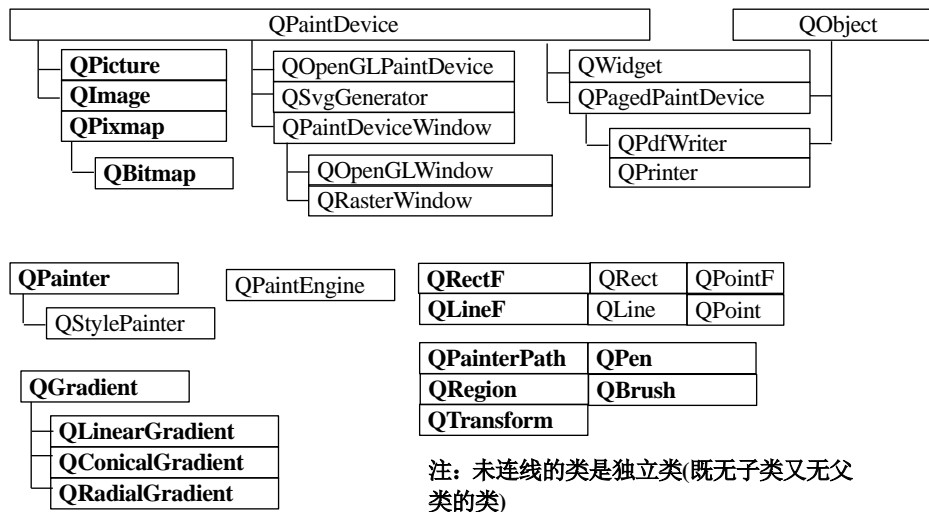 QPaintDevice
QObject
QPicture
QImage
QPixmap
QBitmap
QOpenGLPaintDevice
QSvgGenerator
QPaintDeviceWindow
QOpenGLWindow
QRasterWindow
QWidget
QPagedPaintDevice
QPdfWriter
QPrinter
QPainter
QStylePainter
QPaintEngine
QRectF QRect QPointF
QLineF QLine QPoint
QPainterPath QPen
QRegion QBrush
QTransform
QGradient
QLinearGradient
QConicalGradient
QRadialGradient
注：未连线的类是独立类(既无子类又无父
类的类)